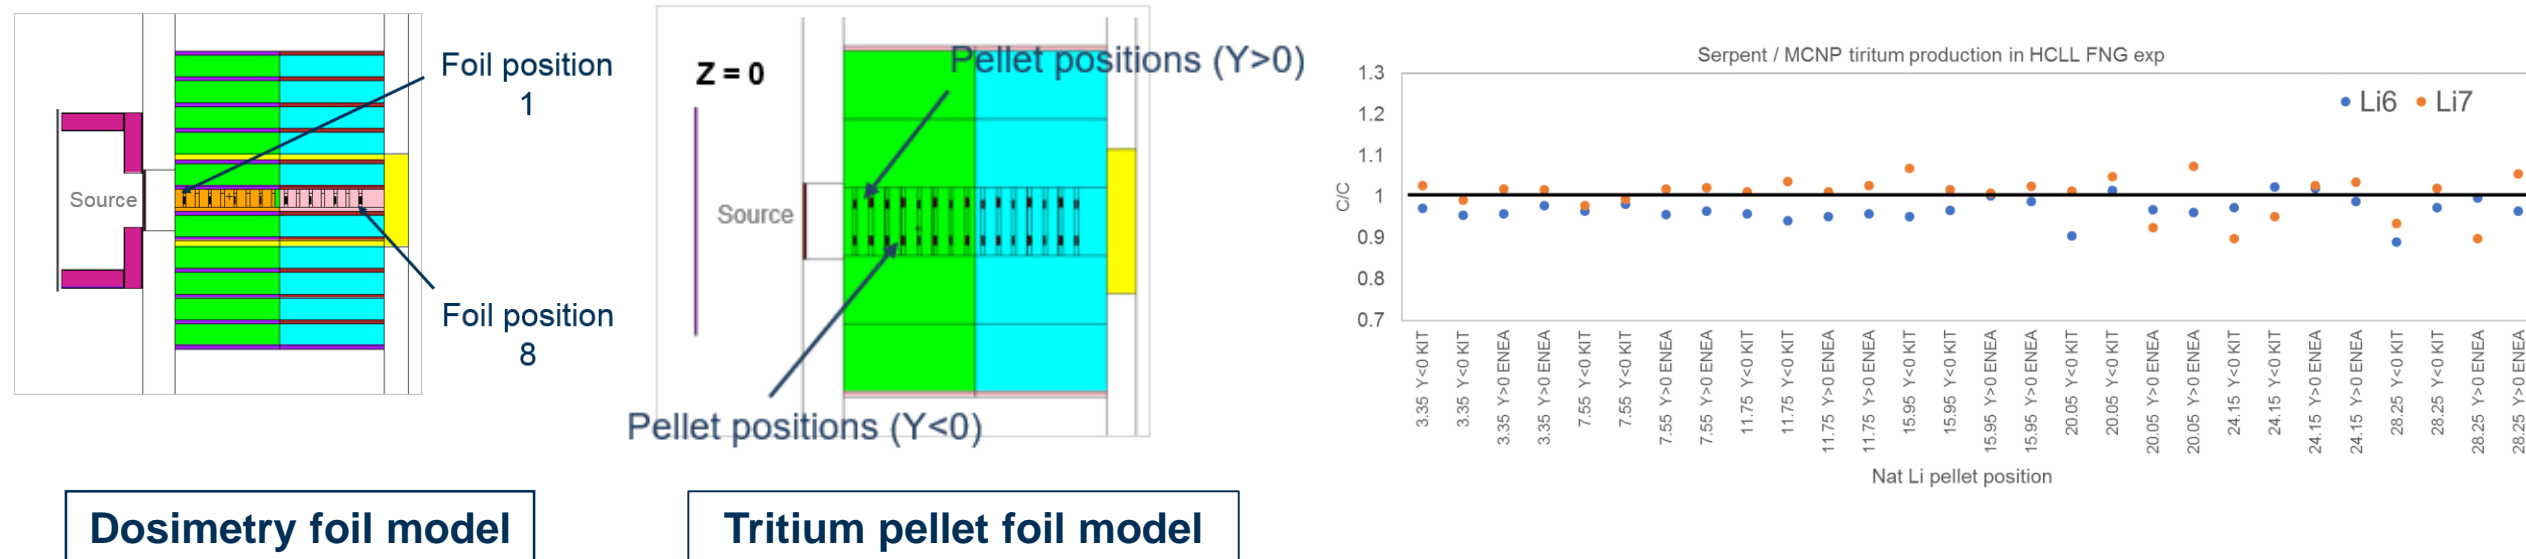 Foil position
1
Source
Foil position
8
Dosimetry foil model
Z = 0
Pellet positions (Y>0)
Source
Pellet positions (Y<0)
Tritium pellet foil model
Serpent / MCNP tiritum production in HCLL FNG exp
Li6 Li7
C/C
1.3
1.2
1.1
1
0.9
0.8
0.7
3.35 Y<0 KIT
3.35 Y<0 KIT
3.35 Y>0 ENEA
3.35 Y>0 ENEA
7.55 Y<0 KIT
7.55 Y<0 KIT
7.55 Y>0 ENEA
7.55 Y>0 ENEA
11.75 Y<0 KIT
11.75 Y<0 KIT
11.75 Y>0 ENEA
11.75 Y>0 ENEA
15.95 Y<0 KIT
15.95 Y<0 KIT
15.95 Y>0 ENEA
15.95 Y>0 ENEA
20.05 Y<0 KIT
20.05 Y<0 KIT
20.05 Y>0 ENEA
20.05 Y>0 ENEA
24.15 Y<0 KIT
24.15 Y<0 KIT
24.15 Y>0 ENEA
24.15 Y>0 ENEA
28.25 Y<0 KIT
28.25 Y<0 KIT
28.25 Y>0 ENEA
28.25 Y>0 ENEA
Nat Li pellet position